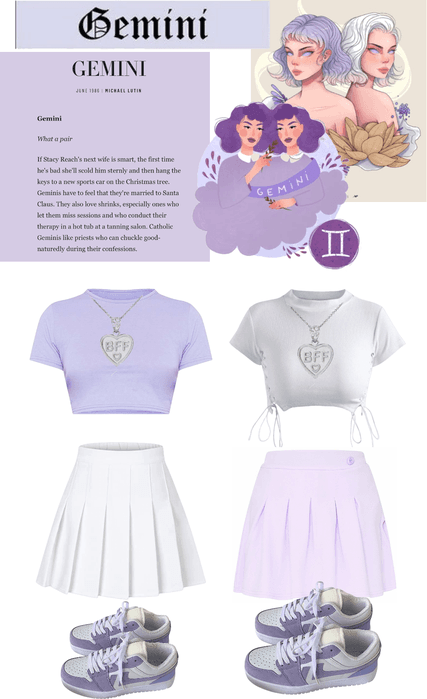 Gemini
GEMINI
JUNE 1986 | MICHAEL LUTIN
Gemini
What a pair
If Stacy Reach's next wife is smart, the first time
he's bad she'll scold him sternly and then hang the
keys to a new sports car on the Christmas tree.
Geminis have to feel that they're married to Santa
Claus. They also love shrinks, especially ones who
let them miss sessions and who conduct their
therapy in a hot tub at a tanning salon. Catholic
Geminis like priests who can chuckle good-
naturedly during their confessions.
GEMINI
BFF
BFF